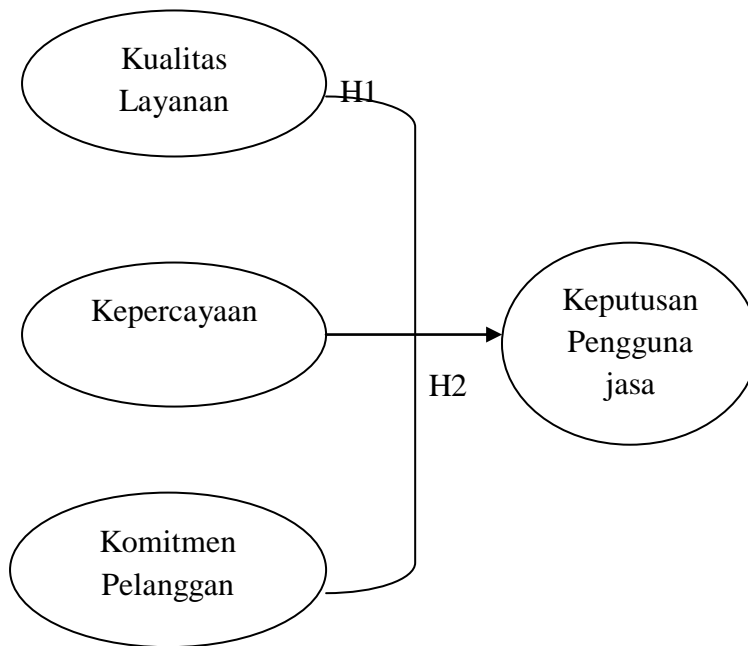 Kualitas
Layanan
H1
Kepercayaan
Keputusan
Pengguna
jasa
H2
Komitmen
Pelanggan